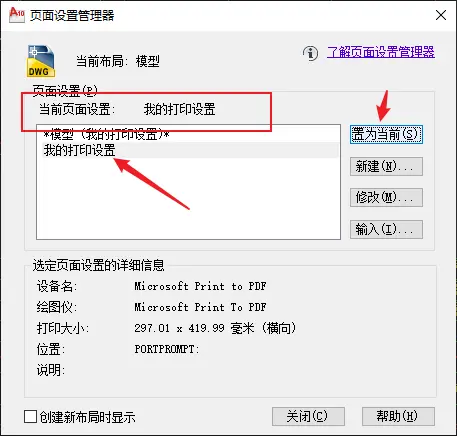 A10 页面设置管理器
DWG 当前布局: 模型
了解页面设置管理器
页面设置(P)
当前页面设置: 我的打印设置
*模型 (我的打印设置)*
我的打印设置
置为当前(S)
新建(N)...
修改(M)...
输入(I)...
选定页面设置的详细信息
设备名: Microsoft Print to PDF
绘图仪: Microsoft Print To PDF
打印大小: 297.01 x 419.99 毫米 (横向)
位置: PORTPROMPT:
说明:
创建新布局时显示
关闭(C)
帮助(H)